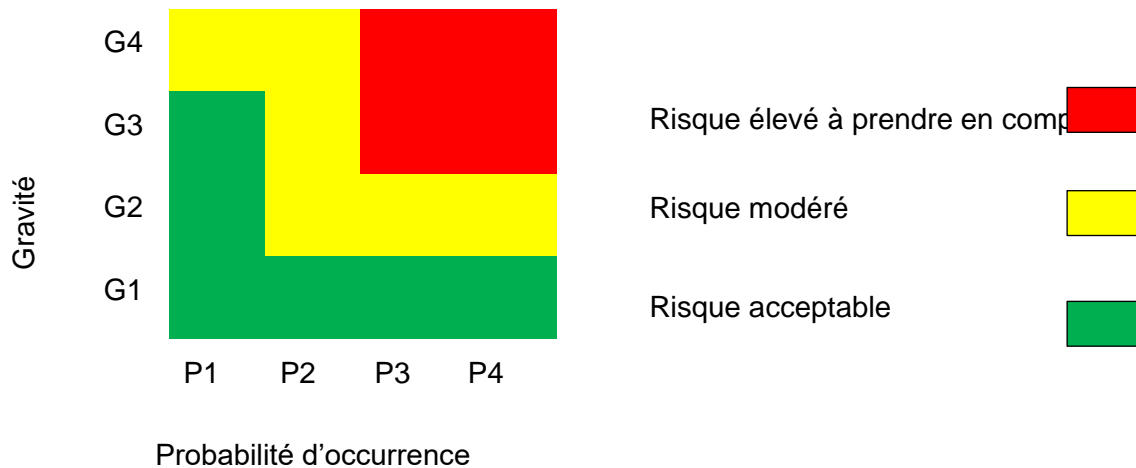 G4
G3
G2
G1
Gravité
P1 P2 P3 P4
Probabilité d’occurrence
Risque élevé à prendre en
Risque modéré
Risque acceptable